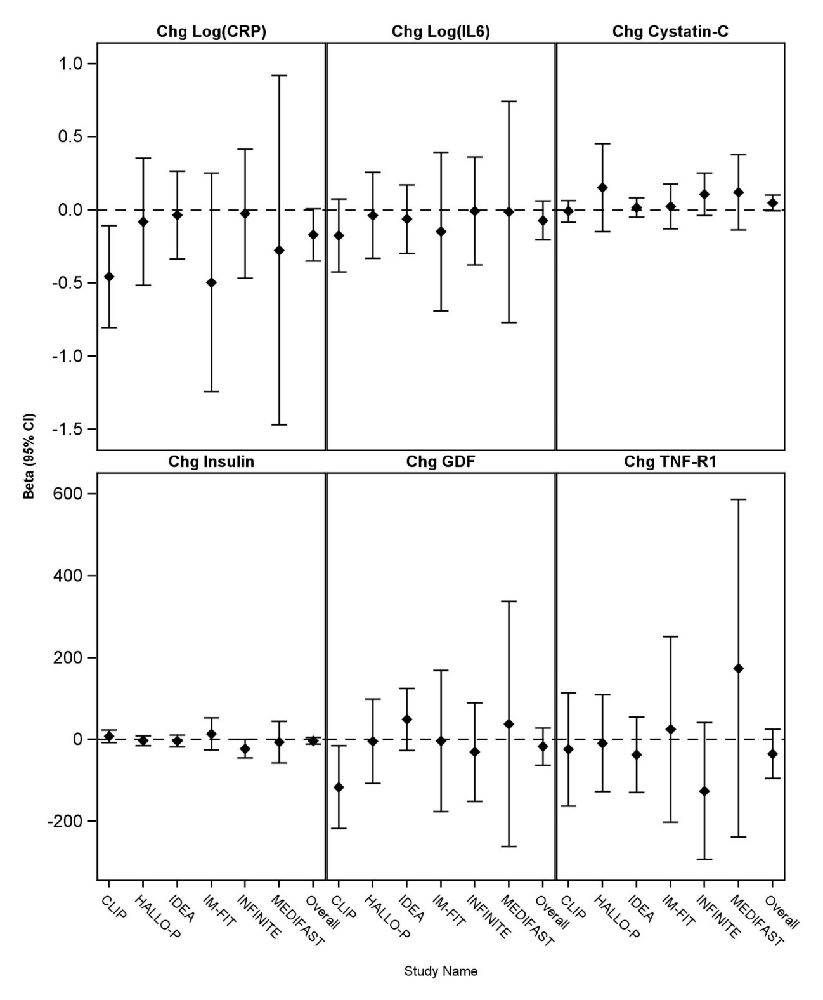 Chg Log(CRP) Chg Log(IL6) Chg Cystatin-C
1.0
0.5
0.0
-0.5
-1.0
-1.5
Beta (95% CI)
Chg Insulin Chg GDF Chg TNF-R1
600
400
200
0
-200
CLIP HALLO-P IDEA IM-FIT INFINITE MEDIFAST Overall CLIP HALLO-P IDEA IM-FIT INFINITE MEDIFAST Overall CLIP HALLO-P IDEA IM-FIT INFINITE MEDIFAST Overall
Study Name